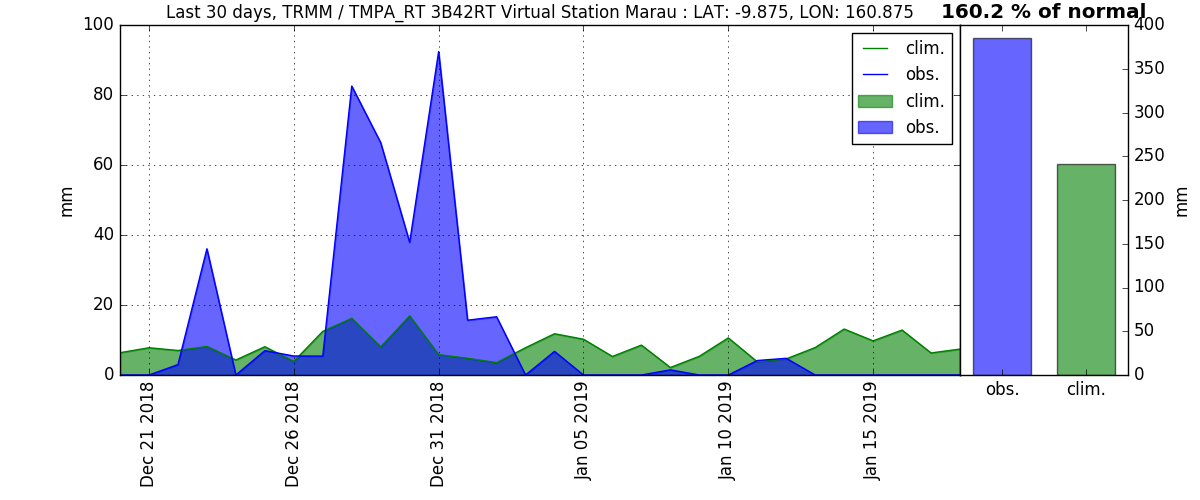 Last 30 days, TRMM / TMPA_RT 3B42RT Virtual Station Marau : LAT: -9.875, LON: 160.875
160.2 % of normal
100
80
60
40
20
0
mm
clim.
obs.
clim.
obs.
Dec 21 2018
Dec 26 2018
Dec 31 2018
Jan 05 2019
Jan 10 2019
Jan 15 2019
400
350
300
250
200
150
100
50
0
mm
obs.
clim.